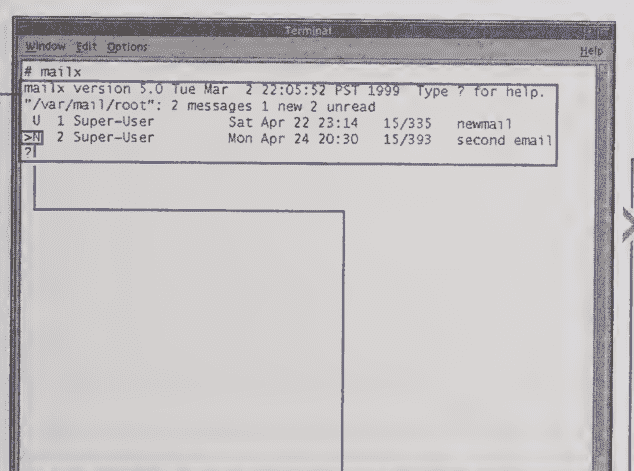 Terminal
Window Edit Options Help
# mailx
mailx version 5.0 Tue Mar  2 22:05:52 PST 1999  Type ? for help.
"/var/mail/root": 2 messages 1 new 2 unread
 U  1 Super-User         Sat Apr 22 23:14   15/335   newmail
>N  2 Super-User         Mon Apr 24 20:30   15/393   second email
?